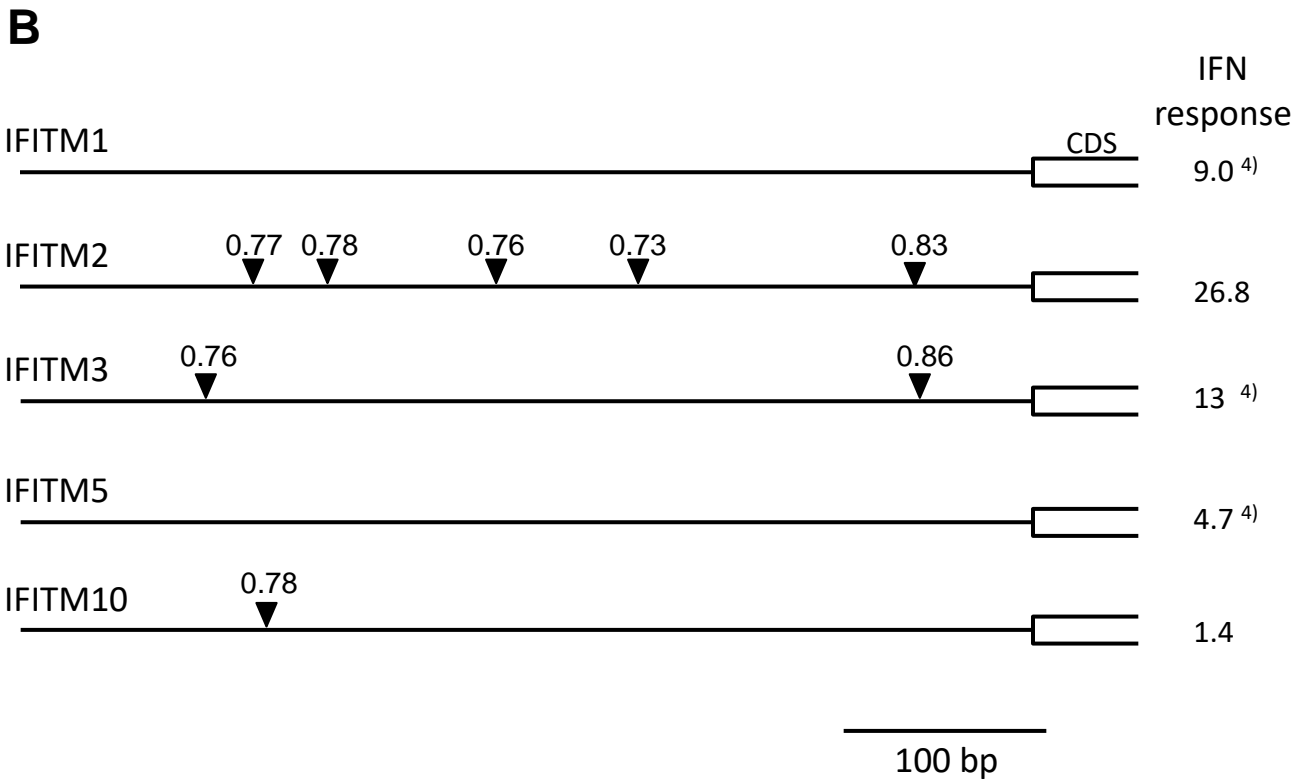 B
IFN
response
IFITM1
CDS
9.0 4)
IFITM2
0.77 0.78 0.76 0.73 0.83
26.8
IFITM3
0.76 0.86
13 4)
IFITM5
4.7 4)
IFITM10
0.78
1.4
100 bp